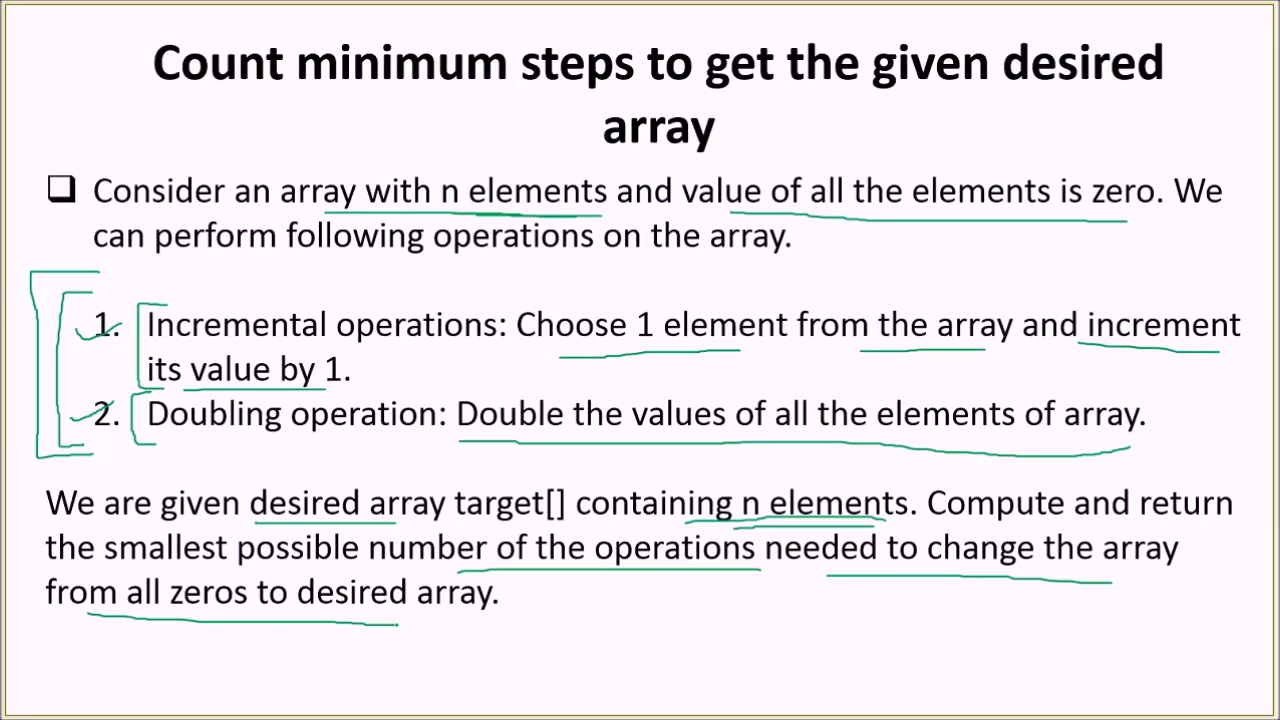 Count minimum steps to get the given desired
array
❑ Consider an array with n elements and value of all the elements is zero. We
can perform following operations on the array.
1. Incremental operations: Choose 1 element from the array and increment
its value by 1.
2. Doubling operation: Double the values of all the elements of array.
We are given desired array target[] containing n elements. Compute and return
the smallest possible number of the operations needed to change the array
from all zeros to desired array.